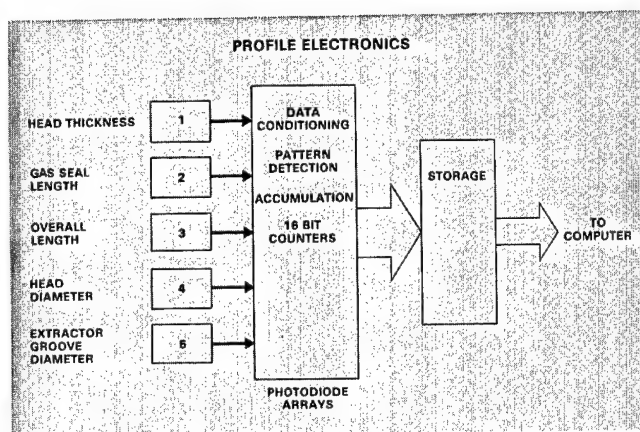 PROFILE ELECTRONICS
HEAD THICKNESS
1
GAS SEAL
LENGTH
2
OVERALL
LENGTH
3
HEAD
DIAMETER
4
EXTRACTOR
GROOVE
DIAMETER
5
DATA
CONDITIONING
PATTERN
DETECTION
ACCUMULATION
16 BIT
COUNTERS
PHOTODIODE
ARRAYS
STORAGE
TO
COMPUTER